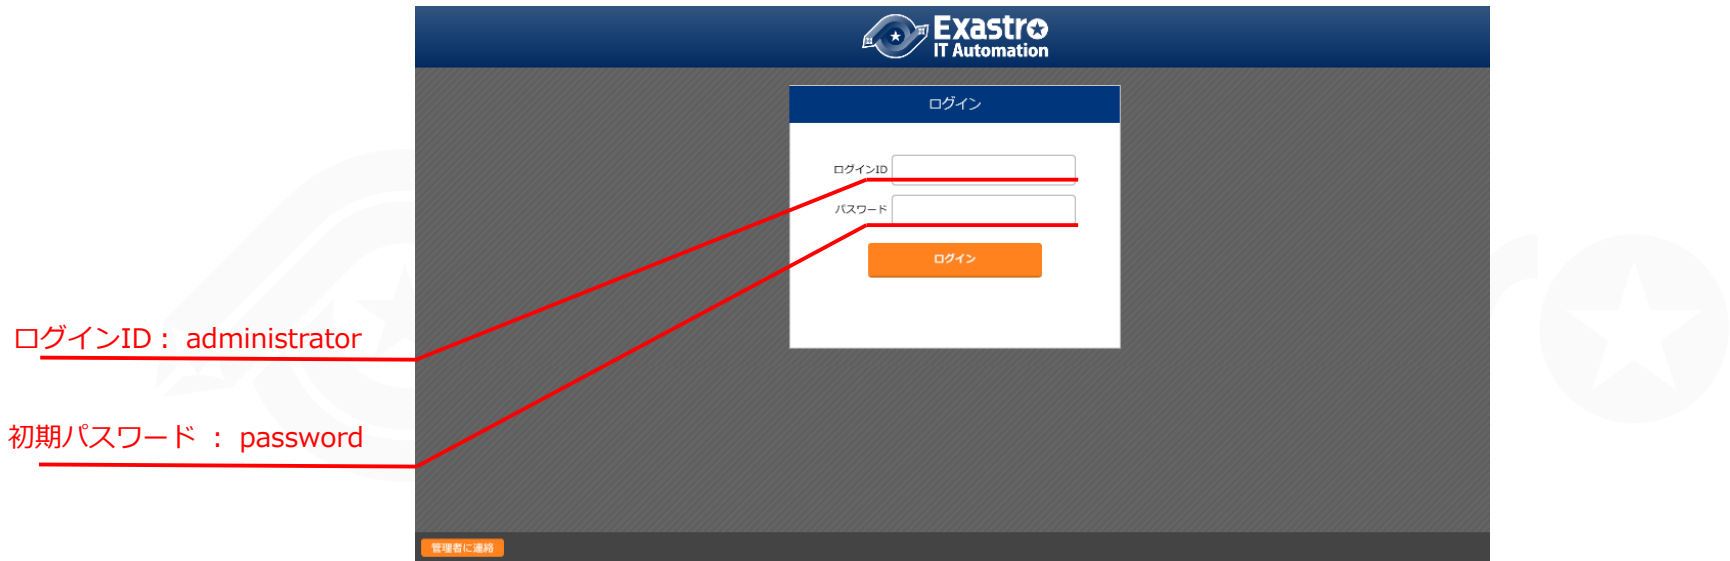 Exastro
IT Automation
ログイン
ログインID
パスワード
ログイン
ログインID： administrator
初期パスワード ： password
管理者に連絡